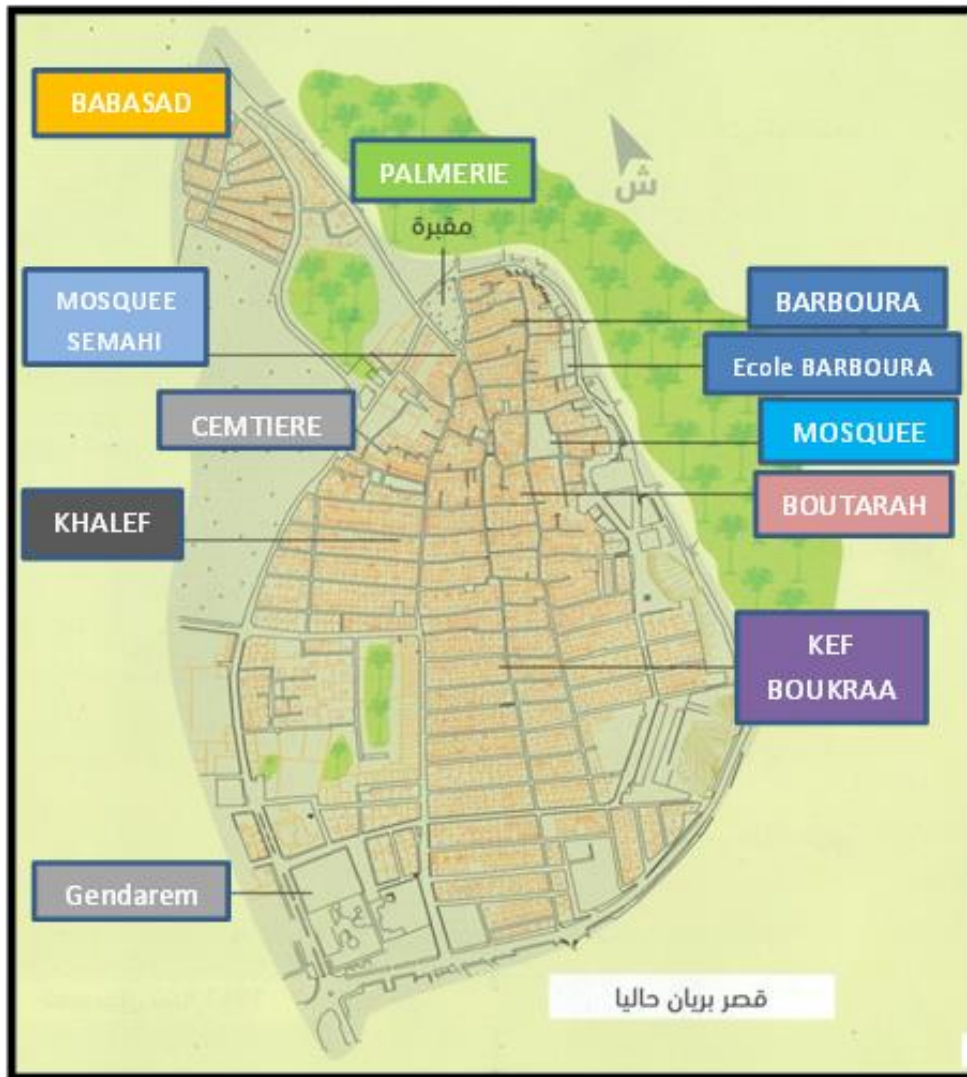 BABASAD
PALMERIE
ش
مقبرة
MOSQUEE
SEMAHI
BARBOURA
Ecole BARBOURA
CEMTIERE
MOSQUEE
KHALEF
BOUTARAH
KEF
BOUKRAA
Gendarem
قصر بريان حاليا